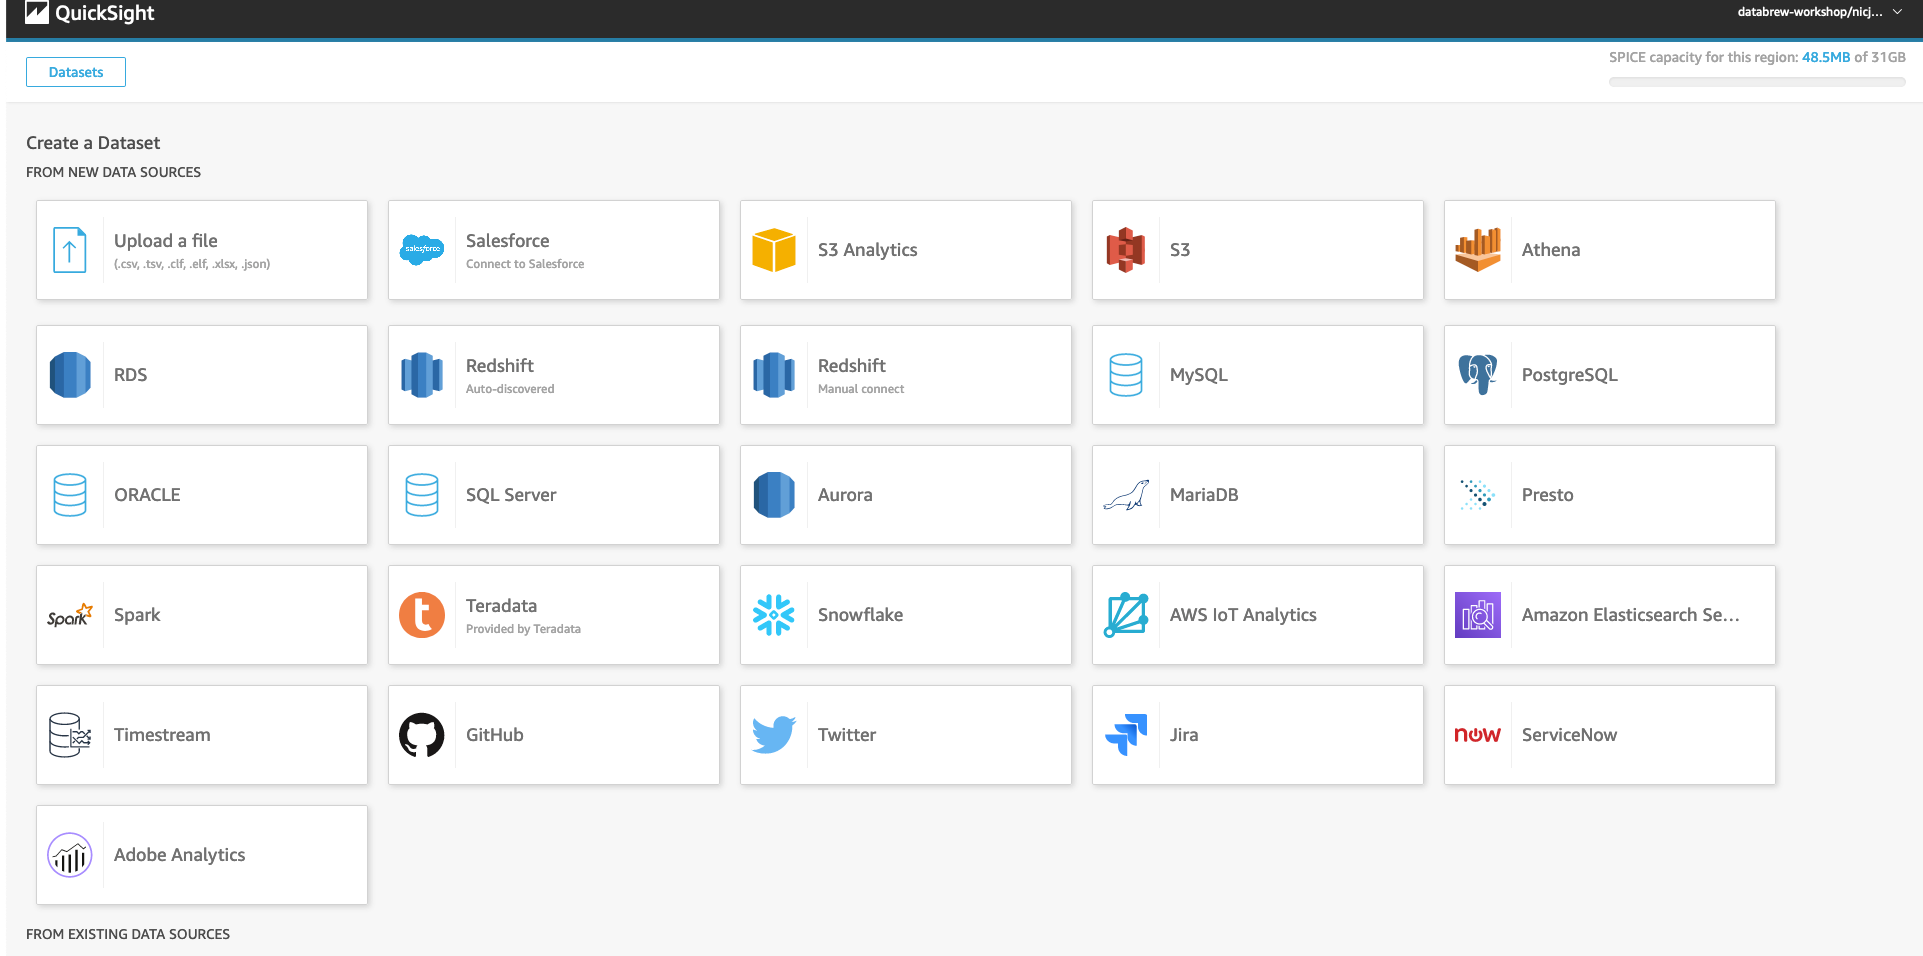 QuickSight
databrew-workshop/nicj...
Datasets
SPICE capacity for this region: 48.5MB of 31GB
Create a Dataset
FROM NEW DATA SOURCES
Upload a file
(.csv, .tsv, .clf, .elf, .xlsx, .json)
salesforce
Salesforce
Connect to Salesforce
S3 Analytics
S3
Athena
RDS
Redshift
Auto-discovered
Redshift
Manual connect
MySQL
PostgreSQL
ORACLE
SQL Server
Aurora
MariaDB
Presto
Spark
Spark
t
Teradata
Provided by Teradata
Snowflake
AWS IoT Analytics
Amazon Elasticsearch Se...
Timestream
GitHub
Twitter
Jira
now
ServiceNow
Adobe Analytics
FROM EXISTING DATA SOURCES